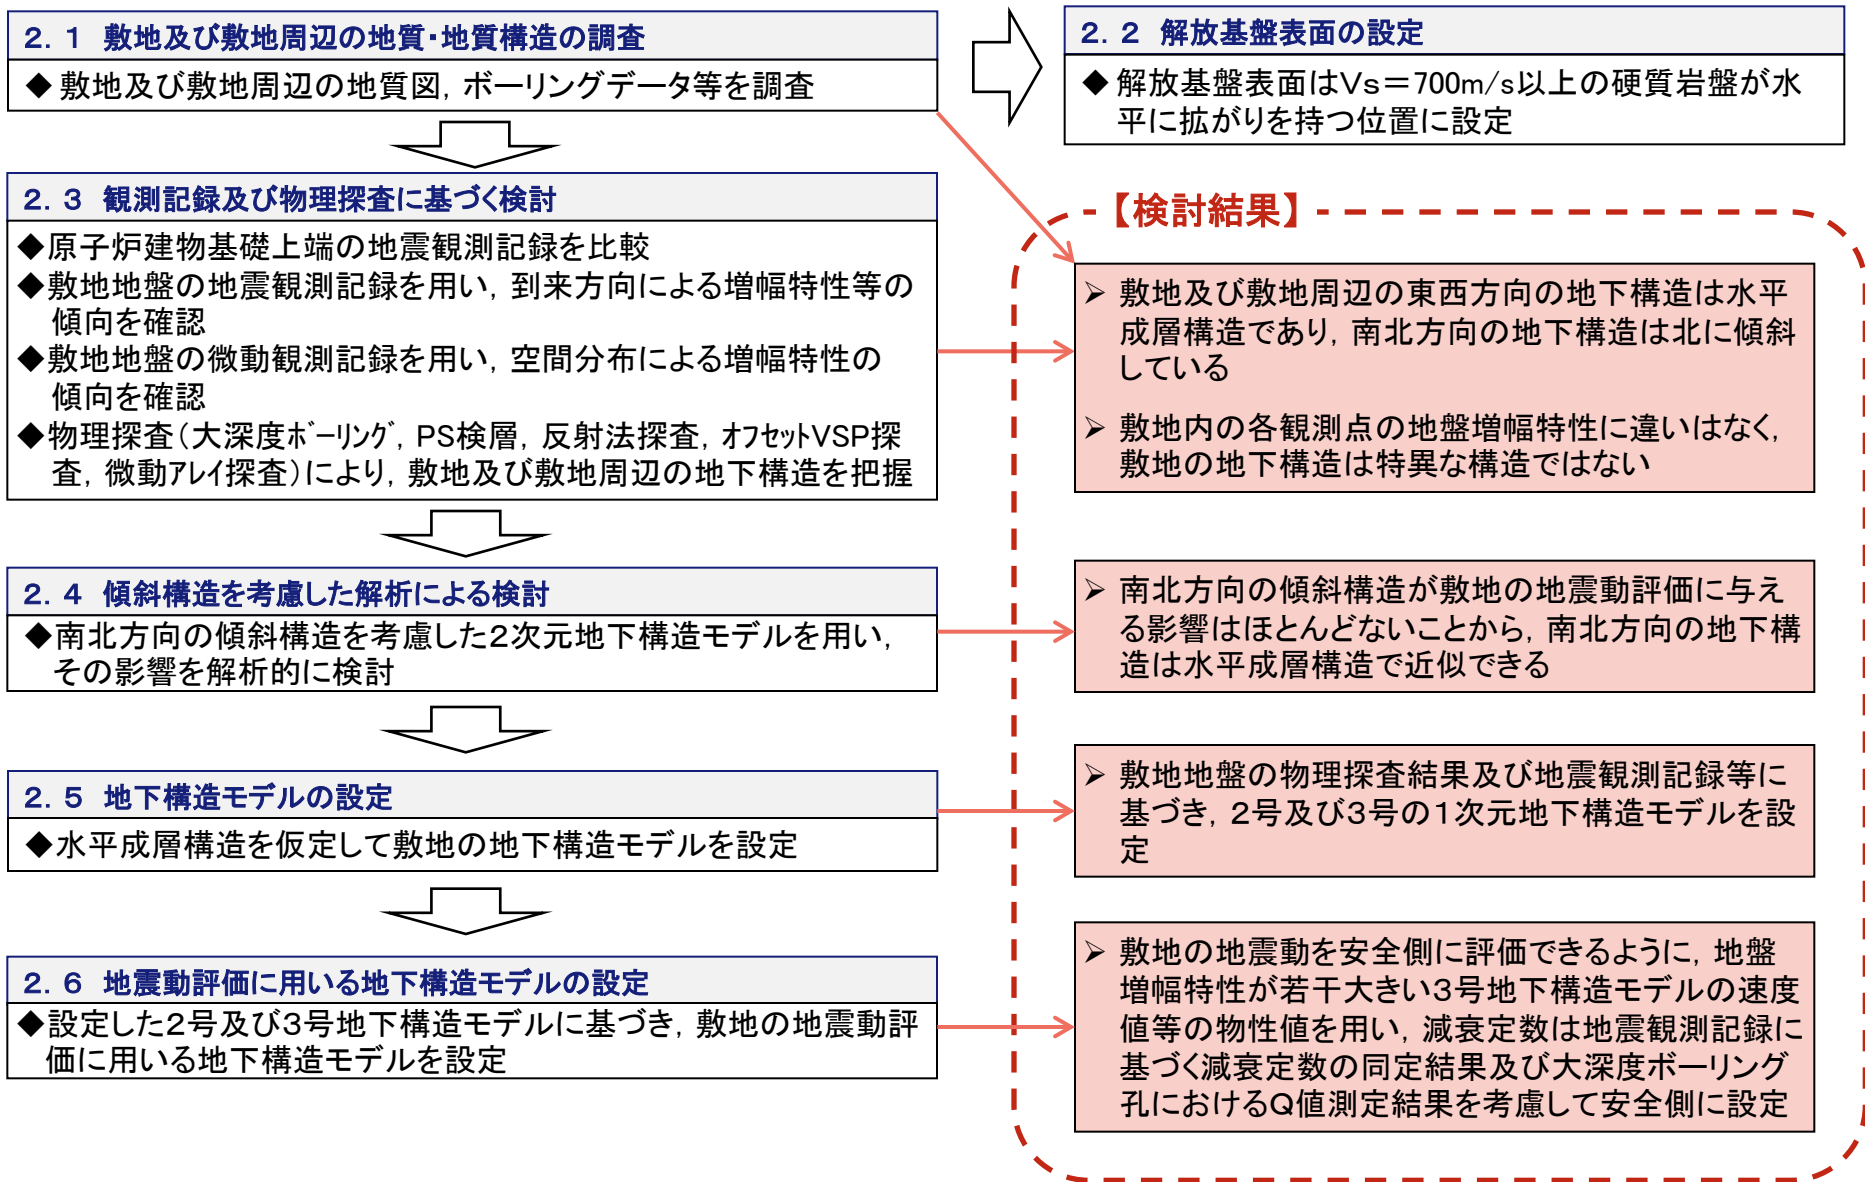 2.1 敷地及び敷地周辺の地質・地質構造の調査
◆敷地及び敷地周辺の地質図，ボーリングデータ等を調査
2.2 解放基盤表面の設定
◆解放基盤表面はVs＝700m/s以上の硬質岩盤が水
平に拡がりを持つ位置に設定
2.3 観測記録及び物理探査に基づく検討
◆原子炉建物基礎上端の地震観測記録を比較
◆敷地地盤の地震観測記録を用い，到来方向による増幅特性等の
傾向を確認
◆敷地地盤の微動観測記録を用い，空間分布による増幅特性の
傾向を確認
◆物理探査（大深度ﾎﾞｰﾘﾝｸﾞ，PS検層，反射法探査，ｵﾌｾｯﾄVSP探
査，微動ｱﾚｲ探査）により，敷地及び敷地周辺の地下構造を把握
2.4 傾斜構造を考慮した解析による検討
◆南北方向の傾斜構造を考慮した2次元地下構造モデルを用い，
その影響を解析的に検討
2.5 地下構造モデルの設定
◆水平成層構造を仮定して敷地の地下構造モデルを設定
2.6 地震動評価に用いる地下構造モデルの設定
◆設定した2号及び3号地下構造モデルに基づき，敷地の地震動評
価に用いる地下構造モデルを設定
【検討結果】
➢ 敷地及び敷地周辺の東西方向の地下構造は水平
成層構造であり，南北方向の地下構造は北に傾斜
している
➢ 敷地内の各観測点の地盤増幅特性に違いはなく，
敷地の地下構造は特異な構造ではない
➢ 南北方向の傾斜構造が敷地の地震動評価に与え
る影響はほとんどないことから，南北方向の地下構
造は水平成層構造で近似できる
➢ 敷地地盤の物理探査結果及び地震観測記録等に
基づき，2号及び3号の1次元地下構造モデルを設
定
➢ 敷地の地震動を安全側に評価できるように，地盤
増幅特性が若干大きい3号地下構造モデルの速度
値等の物性値を用い，減衰定数は地震観測記録に
基づく減衰定数の同定結果及び大深度ボーリング
孔におけるQ値測定結果を考慮して安全側に設定